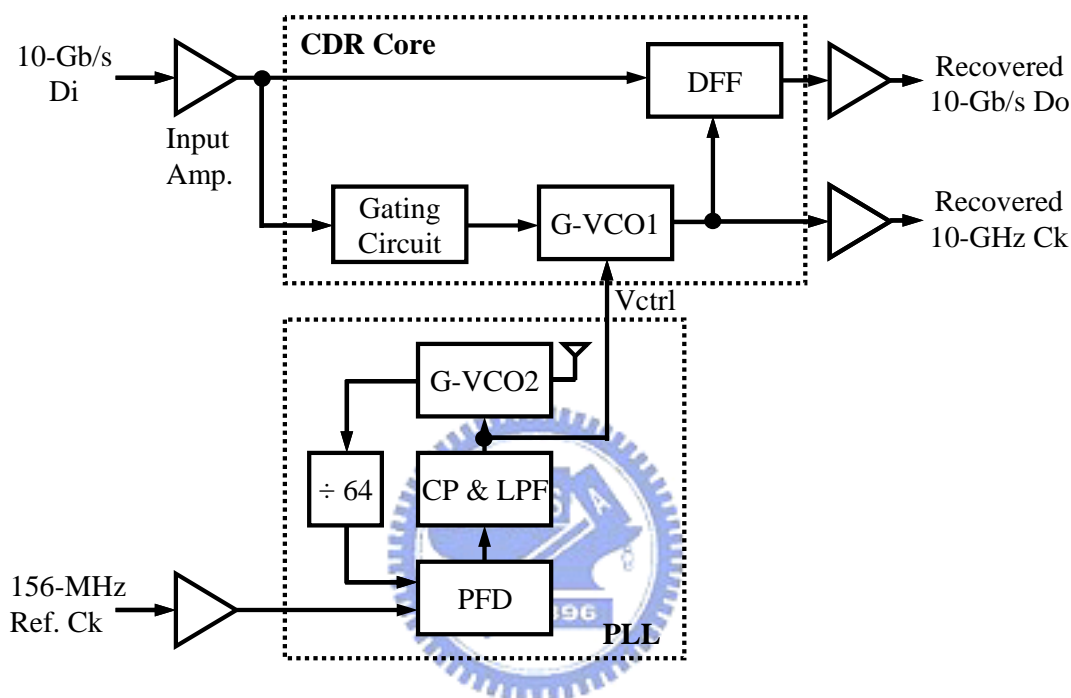 CDR Core
10-Gb/s
Di
Input
Amp.
DFF
Recovered
10-Gb/s Do
Gating
Circuit
G-VCO1
Recovered
10-GHz Ck
Vctrl
G-VCO2
÷ 64
CP & LPF
PFD
156-MHz
Ref. Ck
PLL
S
A
896